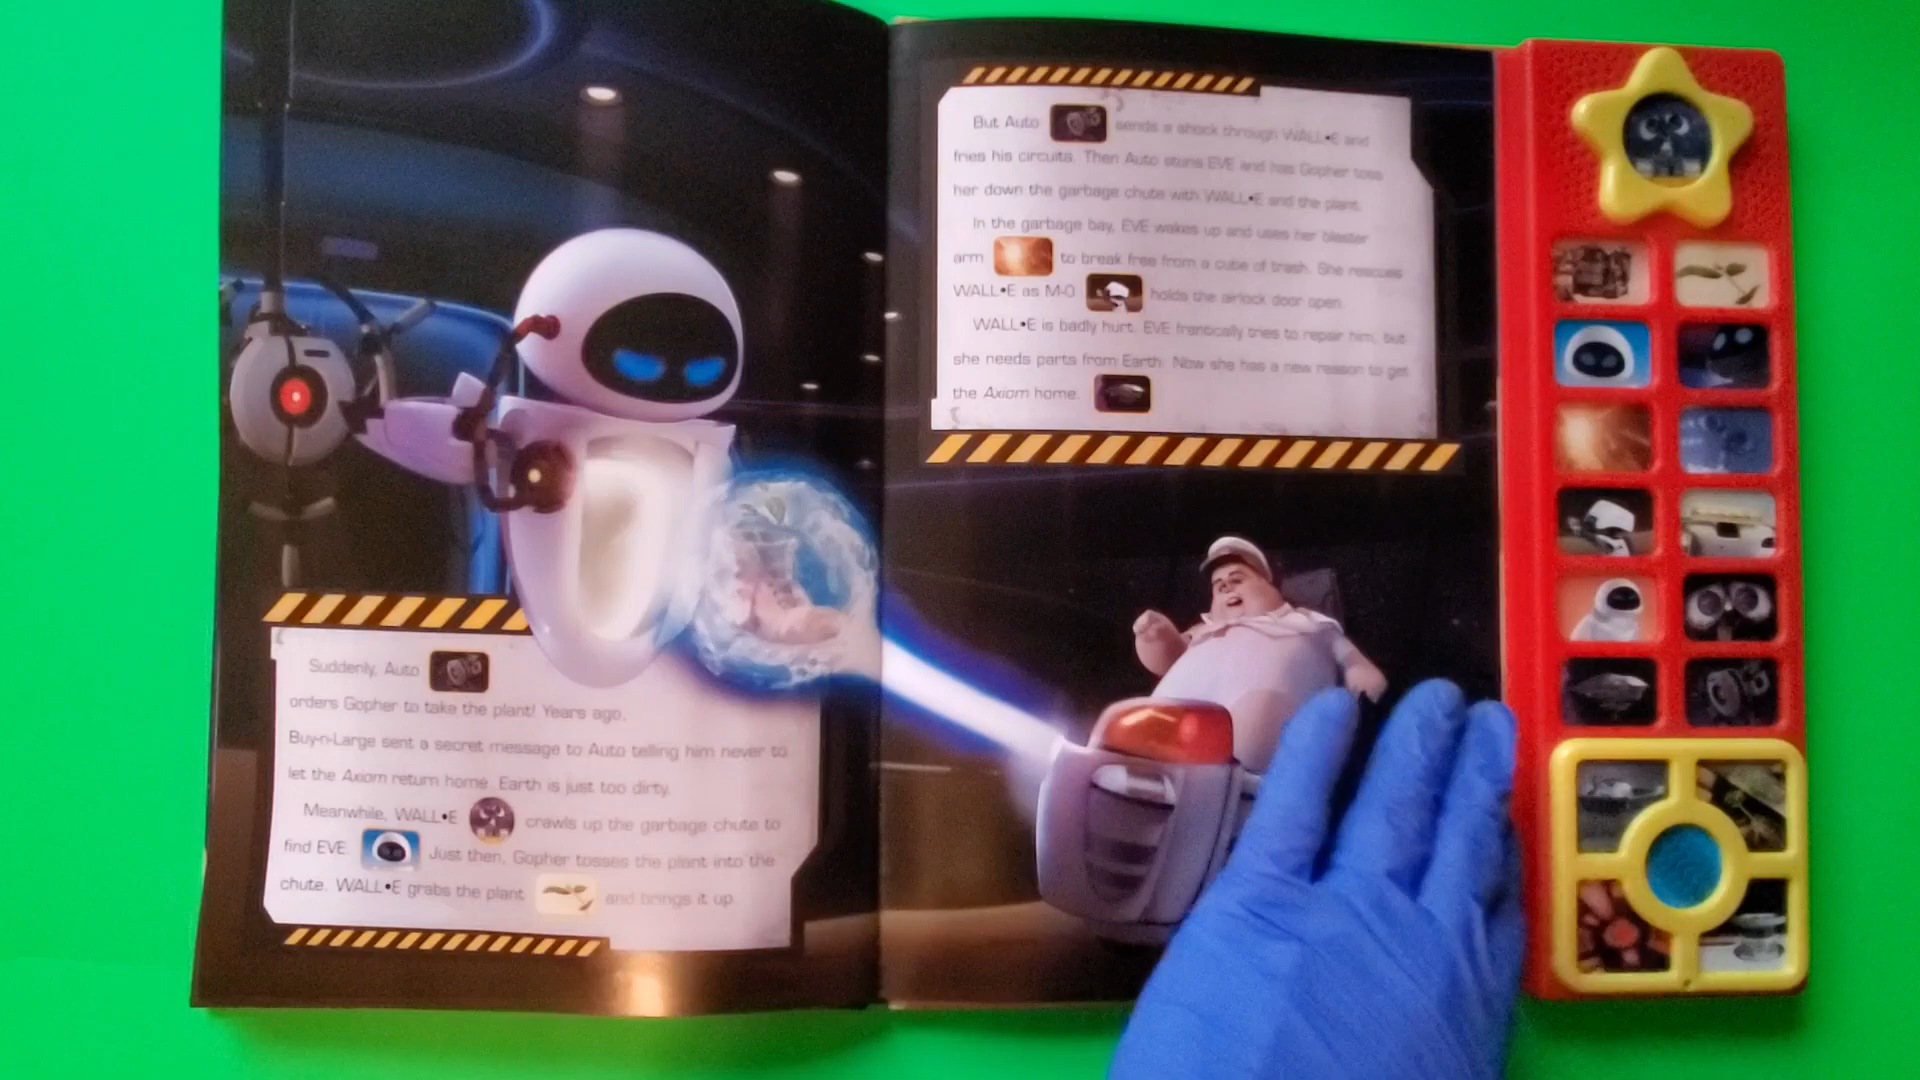 Suddenly, Auto
orders Gopher to take the plant! Years ago,
Buy-n-Large sent a secret message to Auto telling him never to
let the Axiom return home. Earth is just too dirty.
Meanwhile, WALL•E crawls up the garbage chute to
find EVE. Just then, Gopher tosses the plant into the
chute. WALL•E grabs the plant and brings it up.
But Auto sends a shock through WALL•E and
fries his circuits. Then Auto stuns EVE and has Gopher toss
her down the garbage chute with WALL•E and the plant.
In the garbage bay, EVE wakes up and uses her blaster
arm to break free from a cube of trash. She rescues
WALL•E as M-O holds the airlock door open.
WALL•E is badly hurt. EVE frantically tries to repair him, but
she needs parts from Earth. Now she has a new reason to get
the Axiom home.